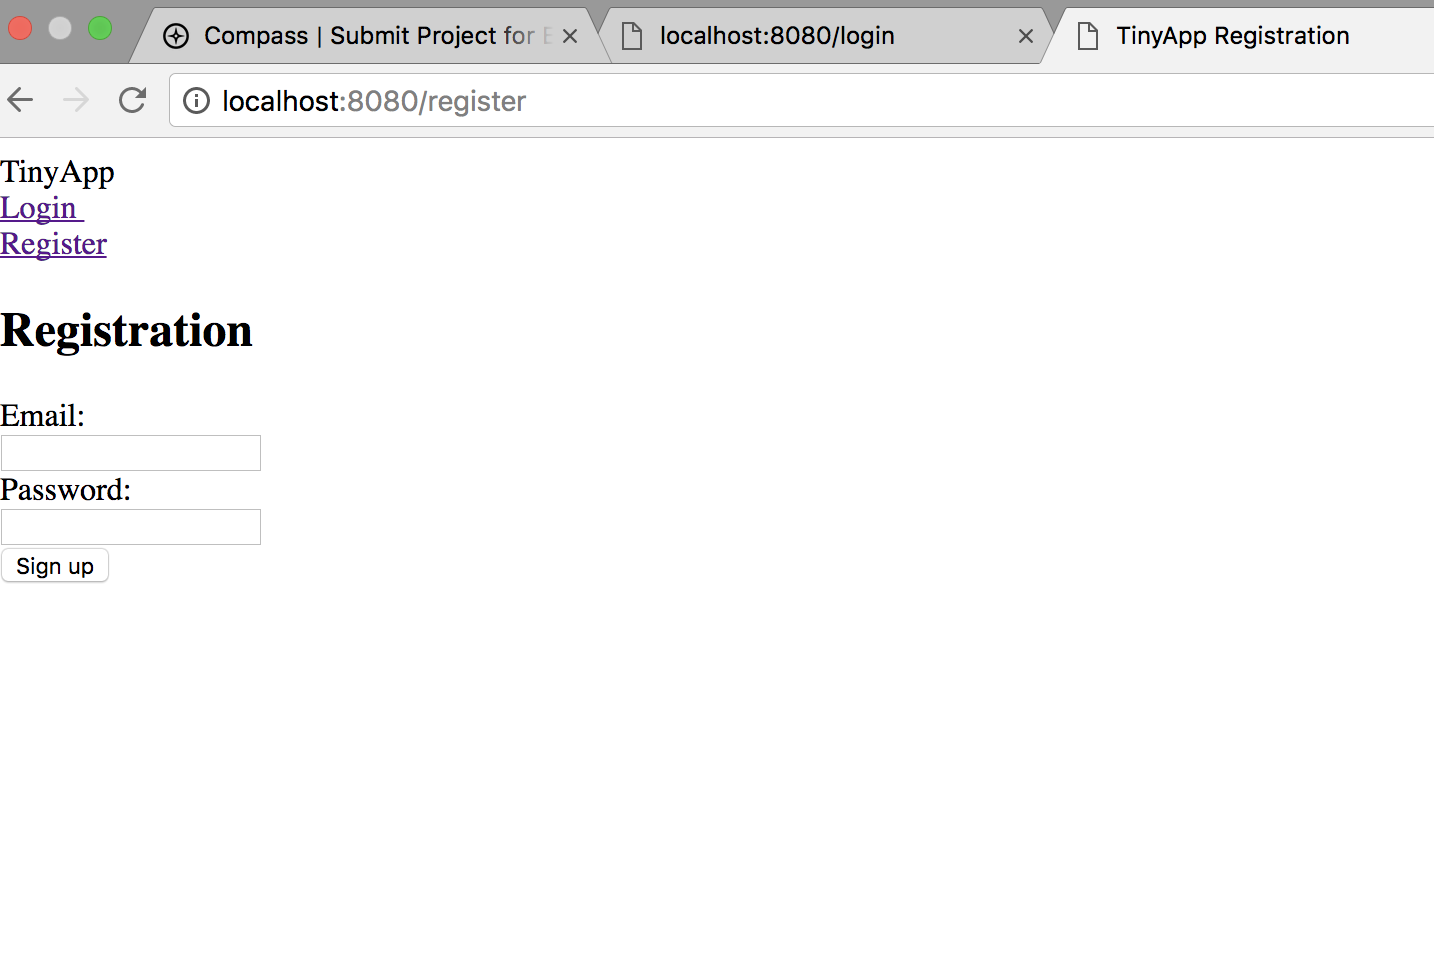 Compass | Submit Project for E
localhost:8080/login
TinyApp Registration
localhost:8080/register
TinyApp
Login
Register
Registration
Email:
Password:
Sign up